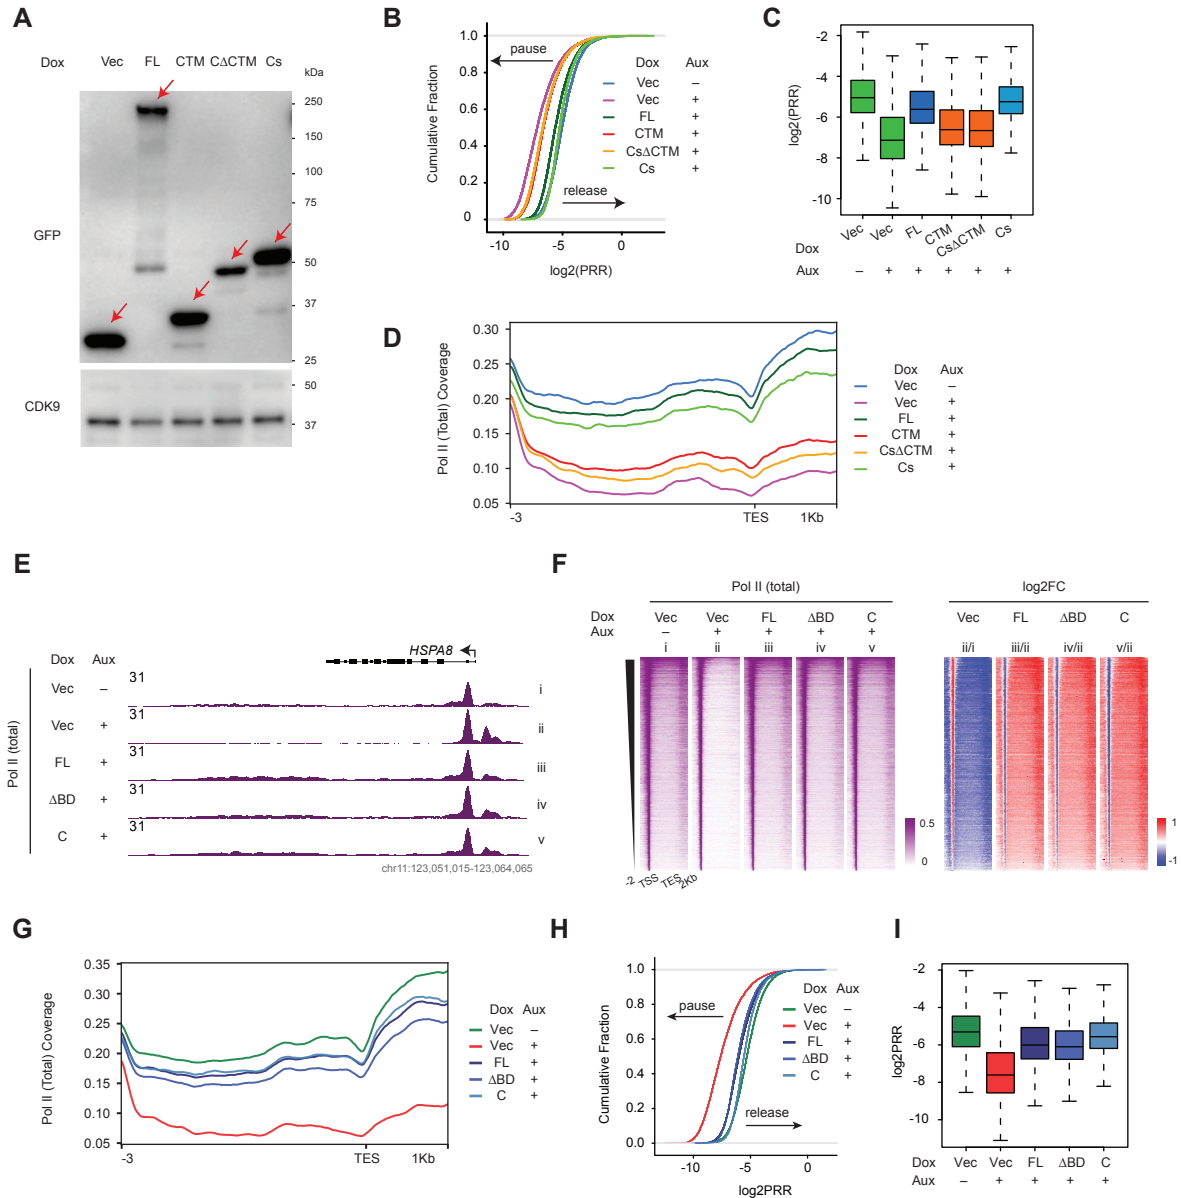 A
Dox Vec FL CTM CΔCTM Cs
kDa
250
150
100
75
50
37
25
GFP
50
37
CDK9
B
Cumulative Fraction
1.0
0.8
0.6
0.4
0.2
0
pause
release
Dox Aux
Vec –
Vec +
FL +
CTM +
CsΔCTM +
Cs +
-10 -5 0
log2(PRR)
C
log2(PRR)
-2
-4
-6
-8
-10
Dox Vec Vec FL CTM CsΔCTM Cs
Aux – + + + + +
D
Pol II (Total) Coverage
0.30
0.25
0.20
0.15
0.10
0.05
-3 TES 1Kb
Dox Aux
Vec –
Vec +
FL +
CTM +
CsΔCTM +
Cs +
E
HSPA8
Dox Aux
Pol II (total)
Vec – 31 i
Vec + 31 ii
FL + 31 iii
ΔBD + 31 iv
C + 31 v
chr11:123,051,015-123,064,065
F
Pol II (total)
Dox Vec Vec FL ΔBD C
Aux – + + + +
i ii iii iv v
0.5
0
-2 TSS TES 2Kb
log2FC
Vec FL ΔBD C
ii/i iii/ii iv/ii v/ii
1
-1
G
Pol II (Total) Coverage
0.35
0.30
0.25
0.20
0.15
0.10
0.05
-3 TES 1Kb
Dox Aux
Vec –
Vec +
FL +
ΔBD +
C +
H
Cumulative Fraction
1.0
0.8
0.6
0.4
0.2
0.0
pause
release
Dox Aux
Vec –
Vec +
FL +
ΔBD +
C +
-10 -5 0
log2PRR
I
log2PRR
-2
-4
-6
-8
-10
Dox Vec Vec FL ΔBD C
Aux – + + + +